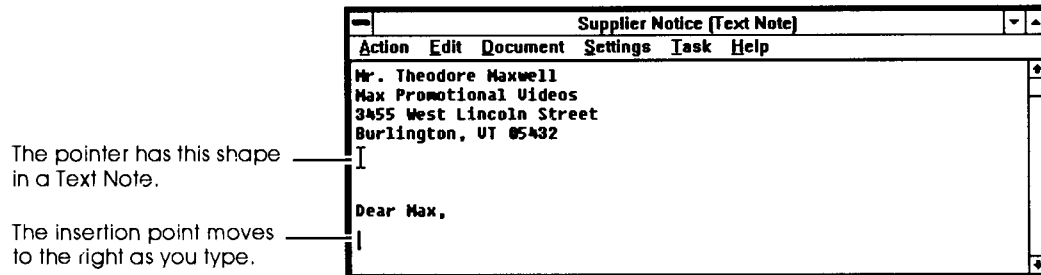 Supplier Notice (Text Note)
Action Edit Document Settings Task Help
Mr. Theodore Maxwell
Max Promotional Videos
3455 West Lincoln Street
Burlington, VT 05432
The pointer has this shape
in a Text Note.
Dear Max,
The insertion point moves
to the right as you type.